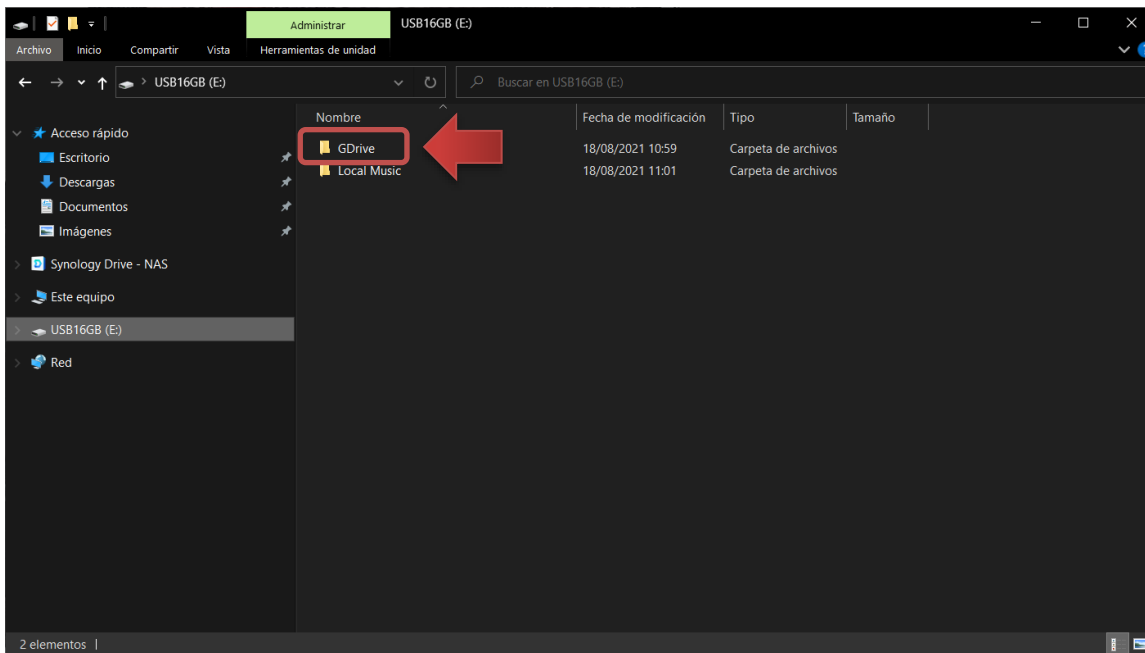 Administrar USB16GB (E:)
Archivo Inicio Compartir Vista Herramientas de unidad
USB16GB (E:) Buscar en USB16GB (E:)
Nombre Fecha de modificación Tipo Tamaño
Acceso rápido
GDrive 18/08/2021 10:59 Carpeta de archivos
Escritorio
Local Music 18/08/2021 11:01 Carpeta de archivos
Descargas
Documentos
Imágenes
Synology Drive - NAS
Este equipo
USB16GB (E:)
Red
2 elementos